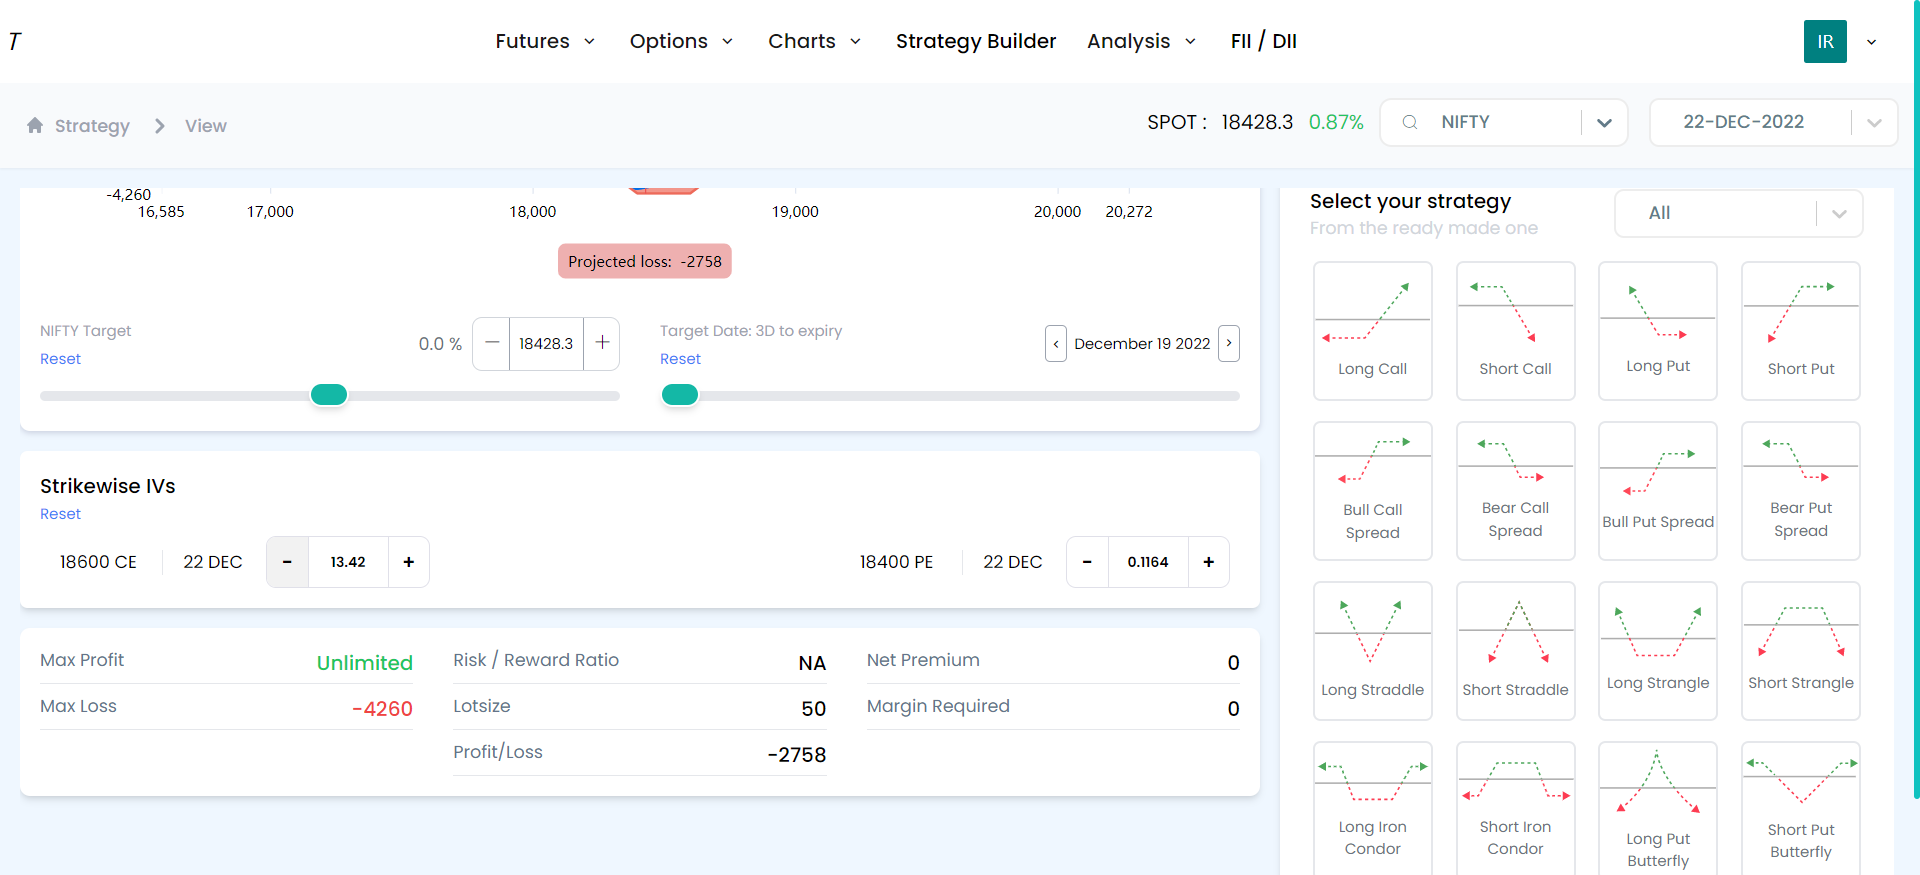 T
Futures Options Charts Strategy Builder Analysis FII / DII
IR
Strategy View
SPOT : 18428.3 0.87%
NIFTY
22-DEC-2022
-4,260
16,585 17,000 18,000 19,000 20,000 20,272
Projected loss: -2758
NIFTY Target
Reset
0.0 %
18428.3
Target Date: 3D to expiry
Reset
December 19 2022
Strikewise IVs
Reset
18600 CE 22 DEC - 13.42 +
18400 PE 22 DEC - 0.1164 +
Max Profit Unlimited
Max Loss -4260
Risk / Reward Ratio NA
Lotsize 50
Profit/Loss -2758
Net Premium 0
Margin Required 0
Select your strategy
From the ready made one
All
Long Call
Short Call
Long Put
Short Put
Bull Call
Spread
Bear Call
Spread
Bull Put Spread
Bear Put
Spread
Long Straddle
Short Straddle
Long Strangle
Short Strangle
Long Iron
Condor
Short Iron
Condor
Long Put
Butterfly
Short Put
Butterfly